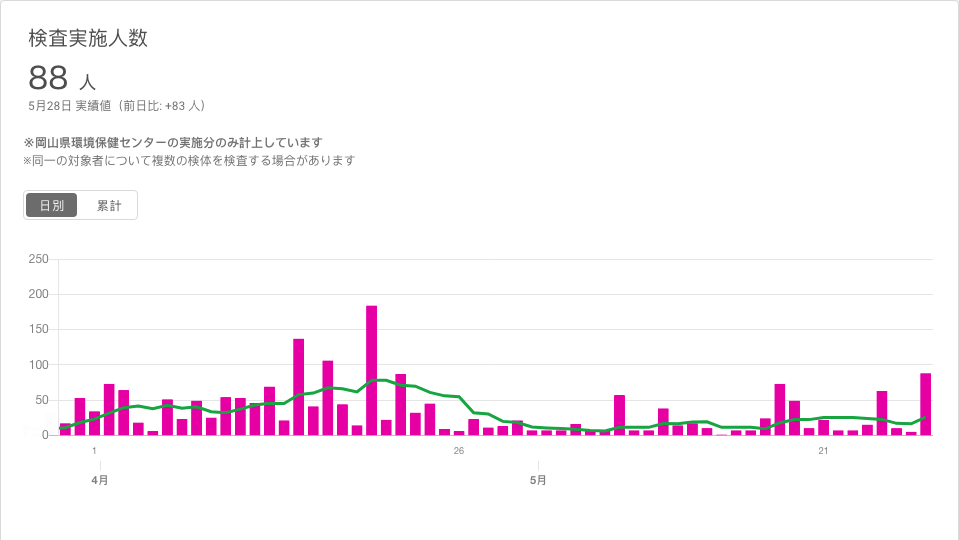 検査実施人数
88 人
5月28日 実績値（前日比: +83 人）
※岡山県環境保健センターの実施分のみ計上しています
※同一の対象者について複数の検体を検査する場合があります
日別 累計
250
200
150
100
50
0
1 26 21
4月 5月